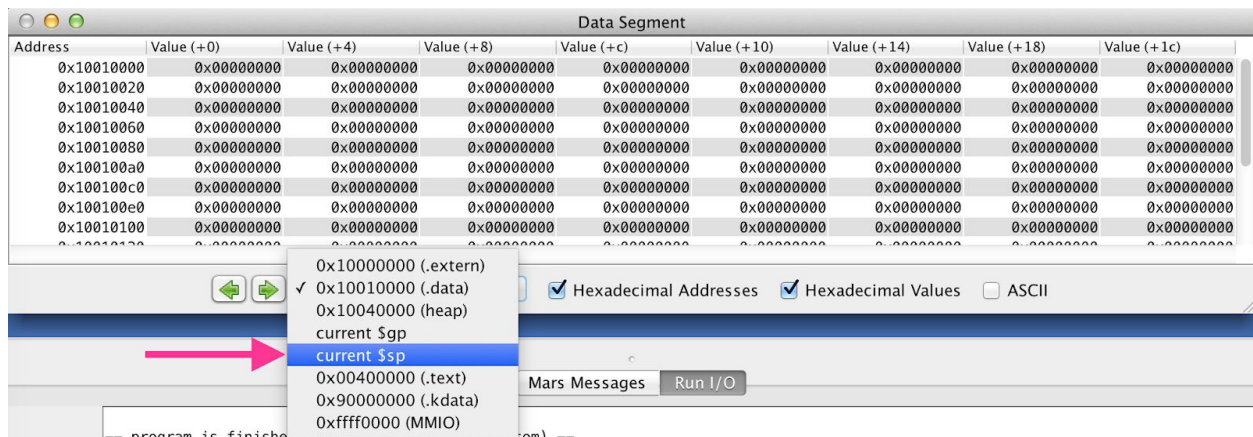 Data Segment
Address Value (+0) Value (+4) Value (+8) Value (+c) Value (+10) Value (+14) Value (+18) Value (+1c)
0x10010000 0x00000000 0x00000000 0x00000000 0x00000000 0x00000000 0x00000000 0x00000000 0x00000000
0x10010020 0x00000000 0x00000000 0x00000000 0x00000000 0x00000000 0x00000000 0x00000000 0x00000000
0x10010040 0x00000000 0x00000000 0x00000000 0x00000000 0x00000000 0x00000000 0x00000000 0x00000000
0x10010060 0x00000000 0x00000000 0x00000000 0x00000000 0x00000000 0x00000000 0x00000000 0x00000000
0x10010080 0x00000000 0x00000000 0x00000000 0x00000000 0x00000000 0x00000000 0x00000000 0x00000000
0x100100a0 0x00000000 0x00000000 0x00000000 0x00000000 0x00000000 0x00000000 0x00000000 0x00000000
0x100100c0 0x00000000 0x00000000 0x00000000 0x00000000 0x00000000 0x00000000 0x00000000 0x00000000
0x100100e0 0x00000000 0x00000000 0x00000000 0x00000000 0x00000000 0x00000000 0x00000000 0x00000000
0x10010100 0x00000000 0x00000000 0x00000000 0x00000000 0x00000000 0x00000000 0x00000000 0x00000000
0x10000000 (.extern)
✓ 0x10010000 (.data)
0x10040000 (heap)
current $gp
current $sp
0x00400000 (.text)
0x90000000 (.kdata)
0xffff0000 (MMIO)
Hexadecimal Addresses Hexadecimal Values ASCII
Mars Messages Run I/O
-- program is